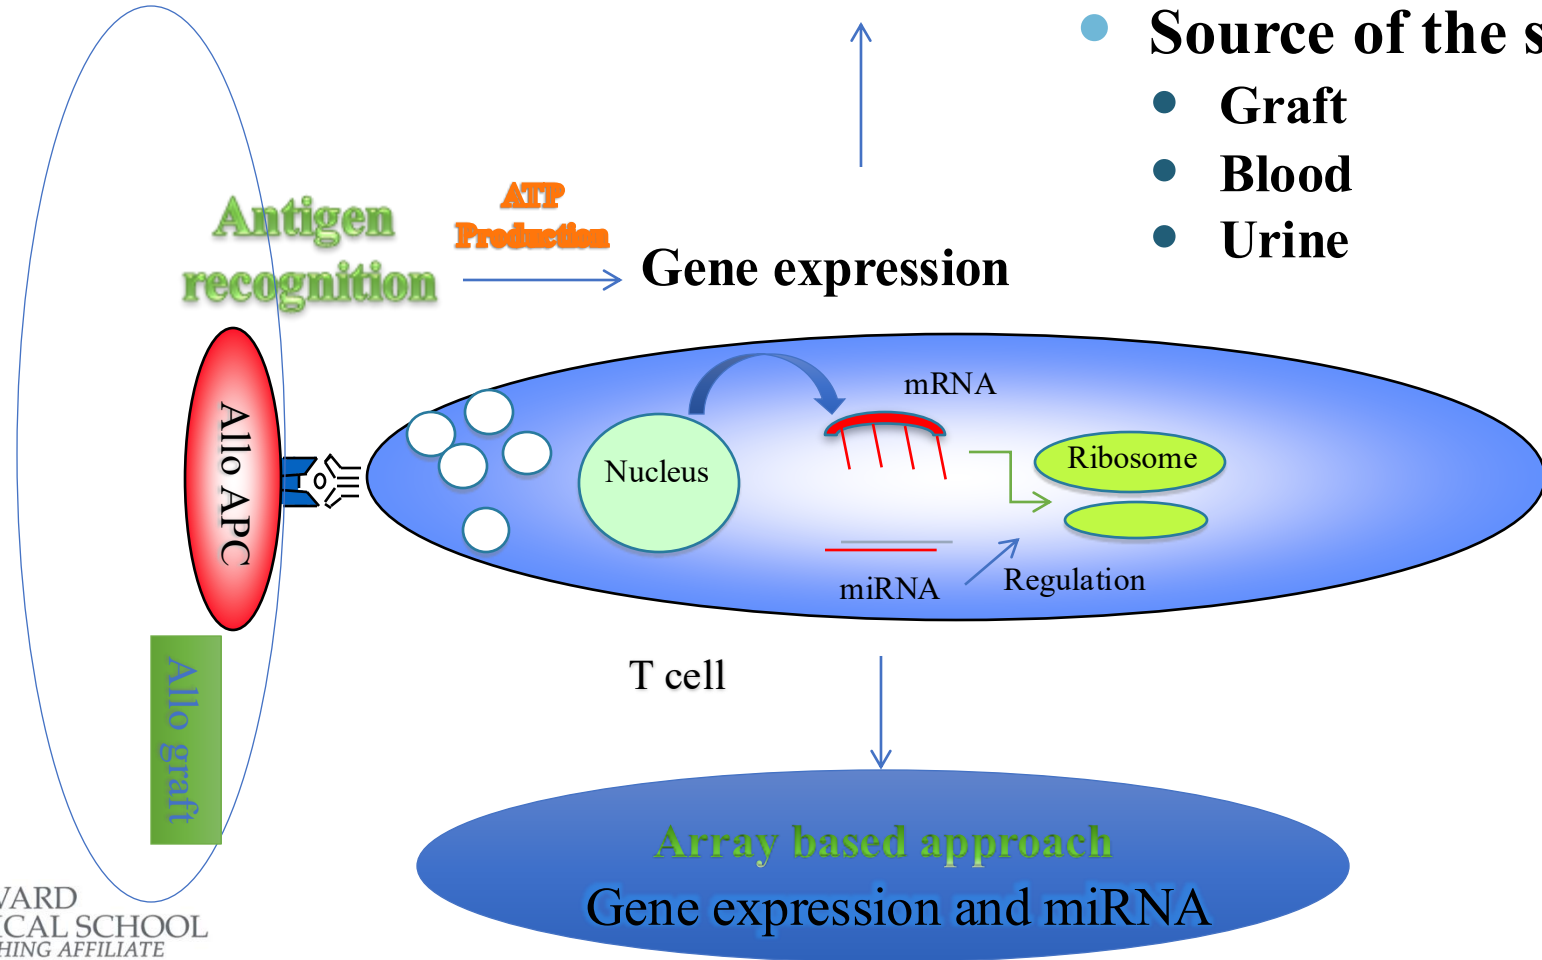 Source of the s
Graft
Blood
Urine
Antigen
recognition
ATP
Production
Gene expression
Allo APC
mRNA
Nucleus
Ribosome
miRNA
Regulation
T cell
Allo graft
Array based approach
Gene expression and miRNA
VARD
ICAL SCHOOL
HING AFFILIATE